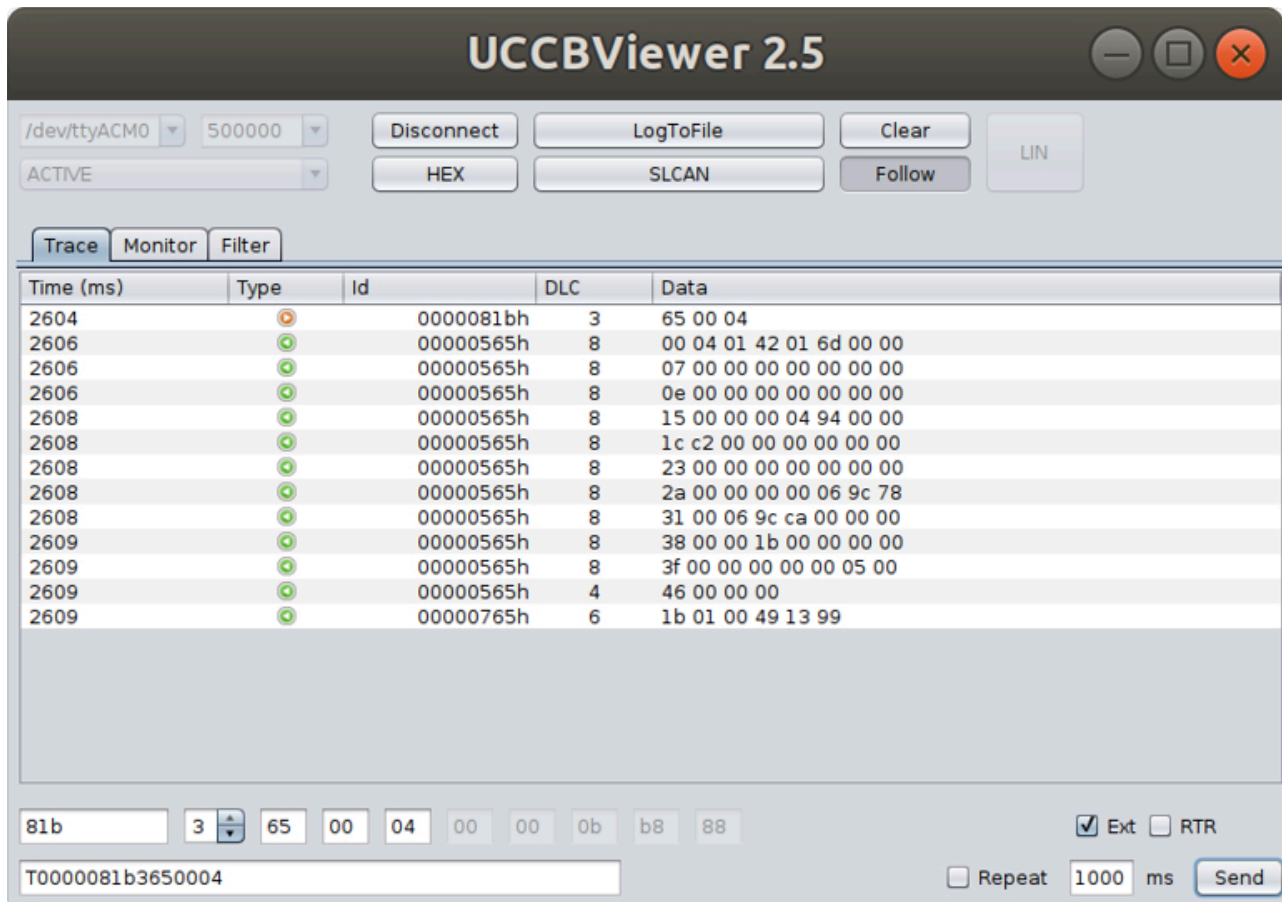 UCCBViewer 2.5
/dev/ttyACM0 500000 Disconnect LogToFile Clear LIN
ACTIVE HEX SLCAN Follow
Trace Monitor Filter
Time (ms) Type Id DLC Data
2604 0000081bh 3 65 00 04
2606 00000565h 8 00 04 01 42 01 6d 00 00
2606 00000565h 8 07 00 00 00 00 00 00 00
2606 00000565h 8 0e 00 00 00 00 00 00 00
2608 00000565h 8 15 00 00 00 04 94 00 00
2608 00000565h 8 1c c2 00 00 00 00 00 00
2608 00000565h 8 23 00 00 00 00 00 00 00
2608 00000565h 8 2a 00 00 00 00 06 9c 78
2608 00000565h 8 31 00 06 9c ca 00 00 00
2609 00000565h 8 38 00 00 1b 00 00 00 00
2609 00000565h 8 3f 00 00 00 00 00 05 00
2609 00000565h 4 46 00 00 00
2609 00000765h 6 1b 01 00 49 13 99
81b 3 65 00 04 00 00 0b b8 88 Ext RTR
T0000081b3650004 Repeat 1000 ms Send